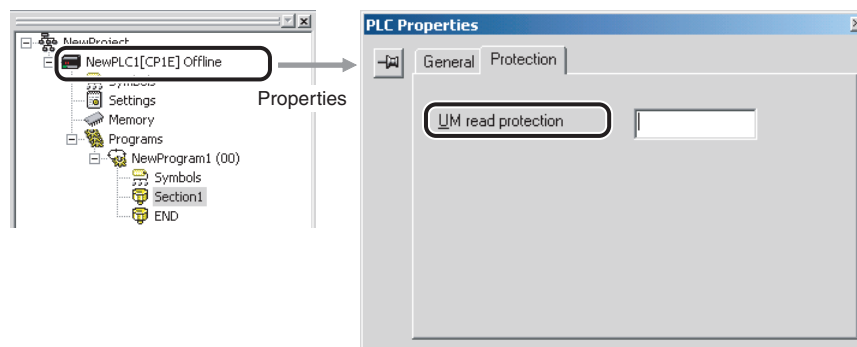 NewProject
NewPLC1[CP1E] Offline
Symbols
Settings
Memory
Programs
NewProgram1 (00)
Symbols
Section1
END
Properties
PLC Properties
General
Protection
UM read protection